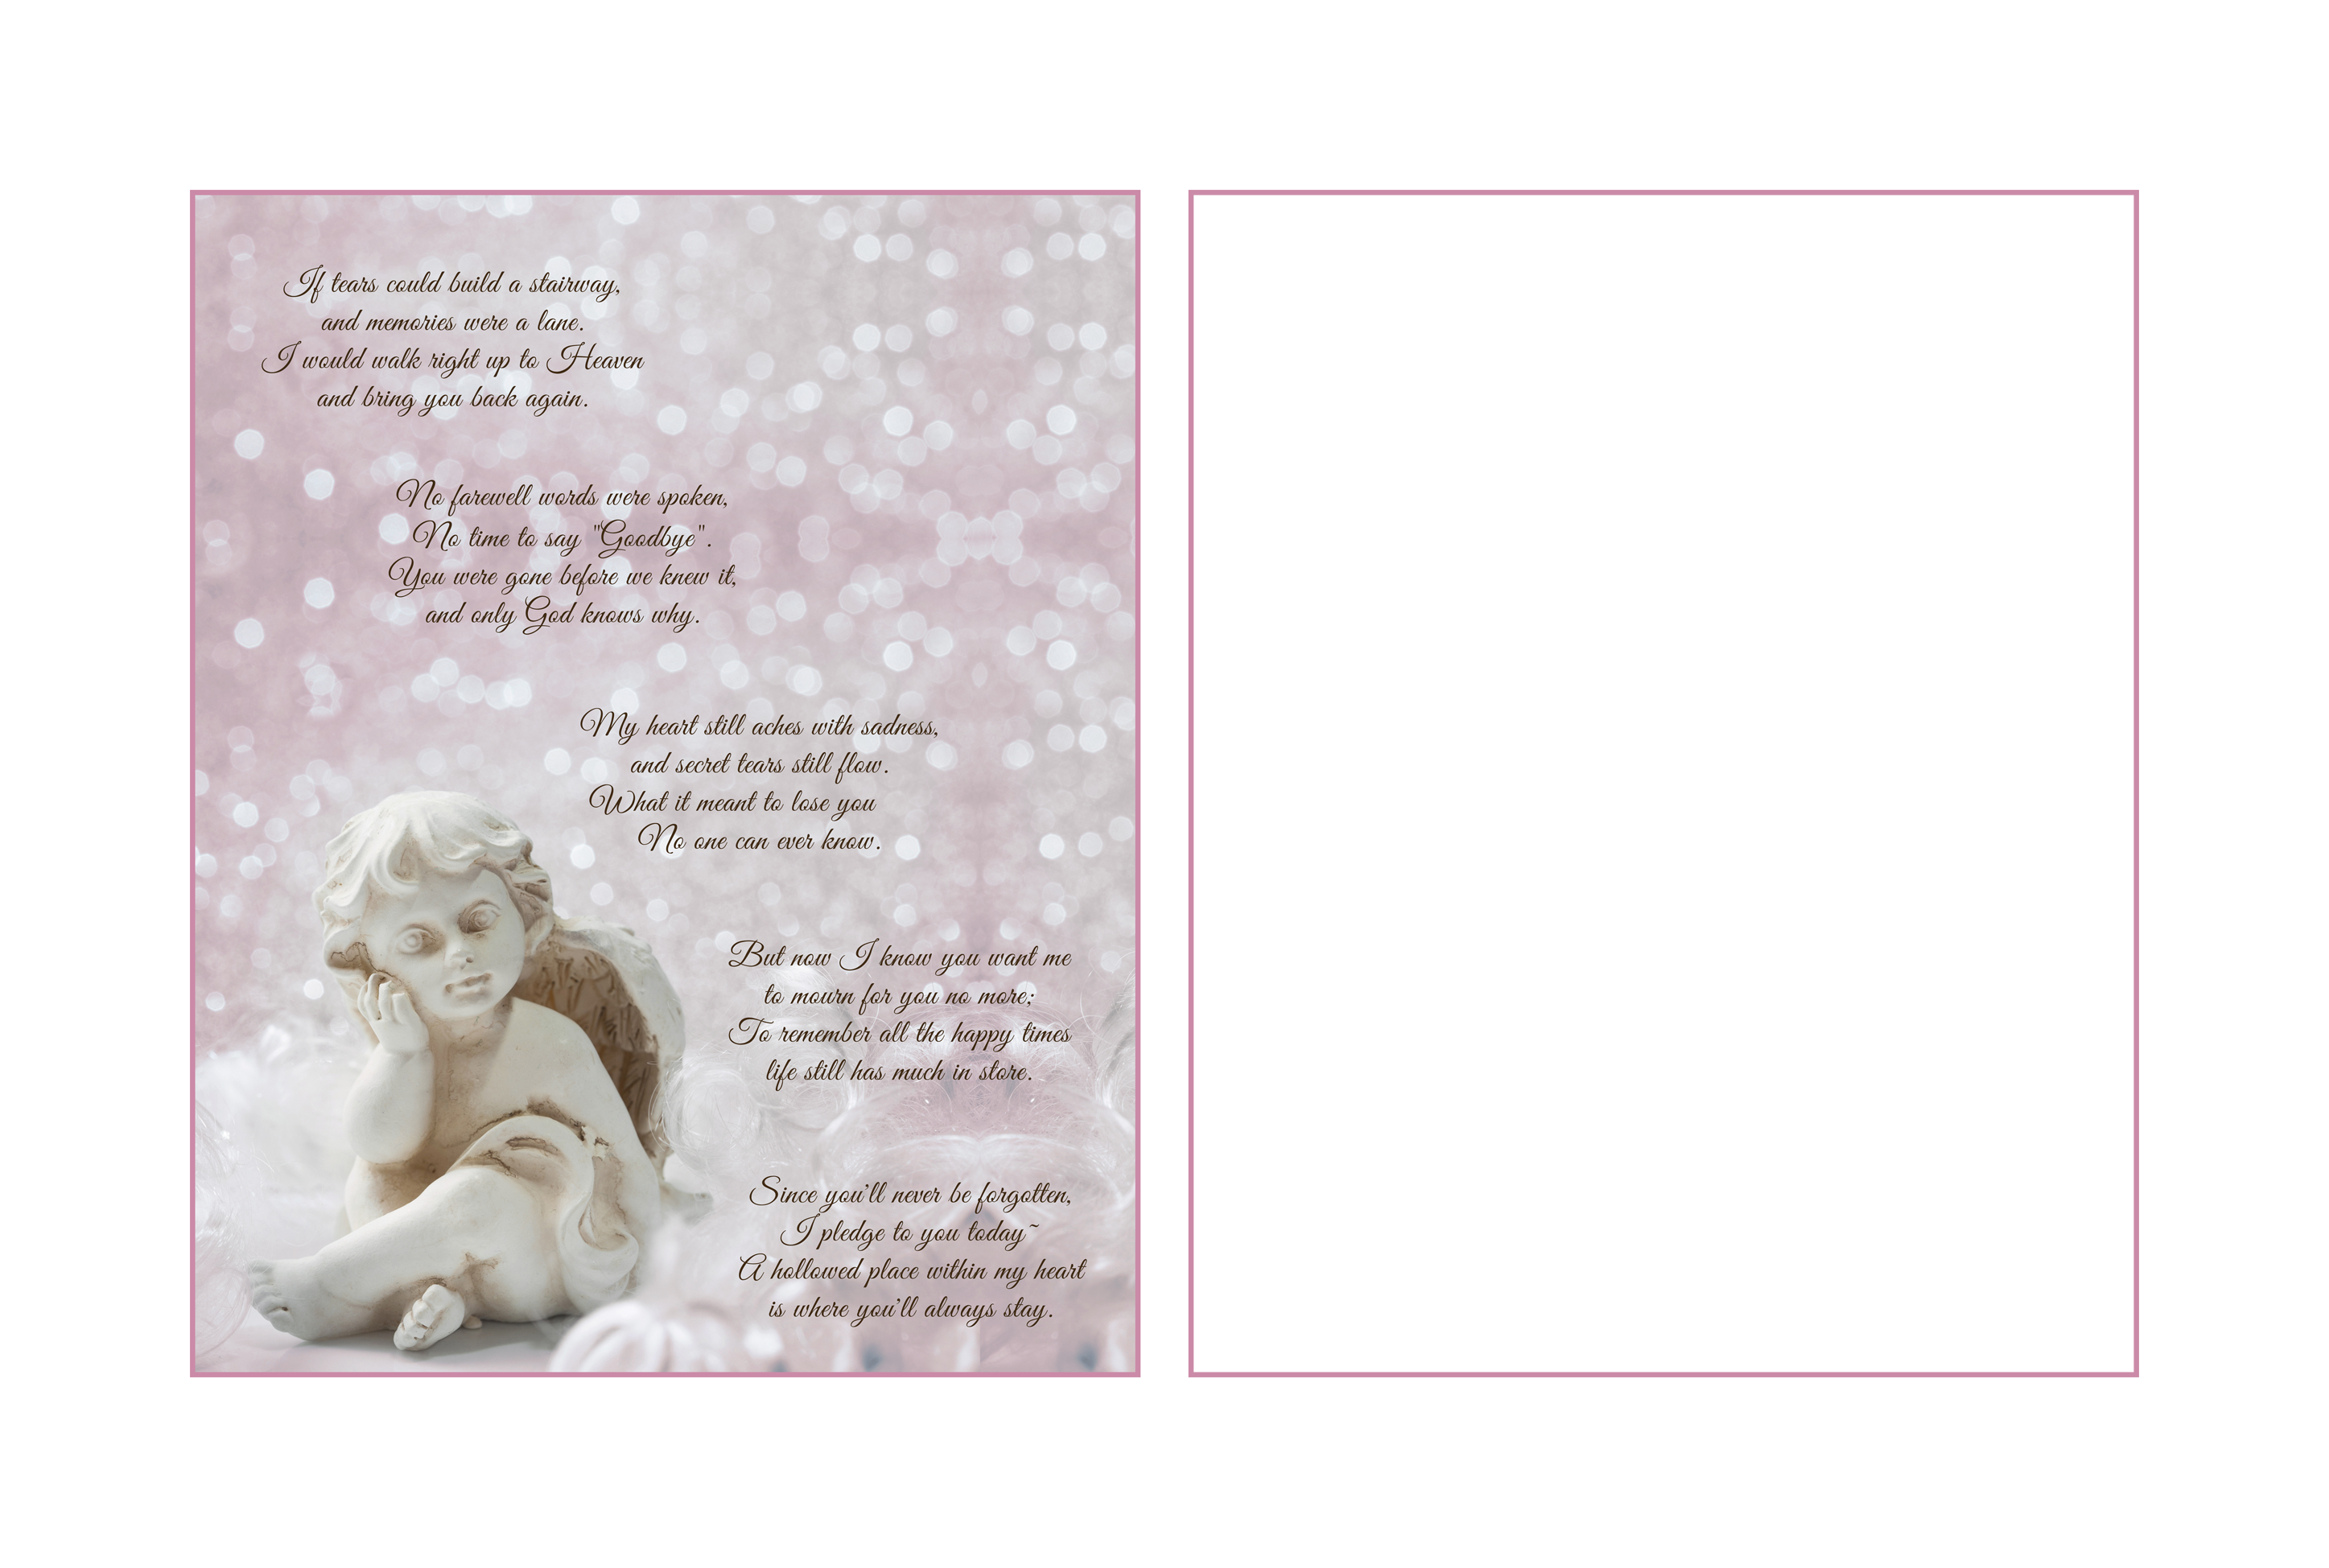 If tears could build a stairway,
and memories were a lane.
I would walk right up to Heaven
and bring you back again.
No farewell words were spoken,
No time to say "Goodbye".
You were gone before we knew it,
and only God knows why.
My heart still aches with sadness,
and secret tears still flow.
What it meant to lose you
No one can ever know.
But now I know you want me
to mourn for you no more;
To remember all the happy times
life still has much in store.
Since you'll never be forgotten,
I pledge to you today~
A hollowed place within my heart
is where you'll always stay.